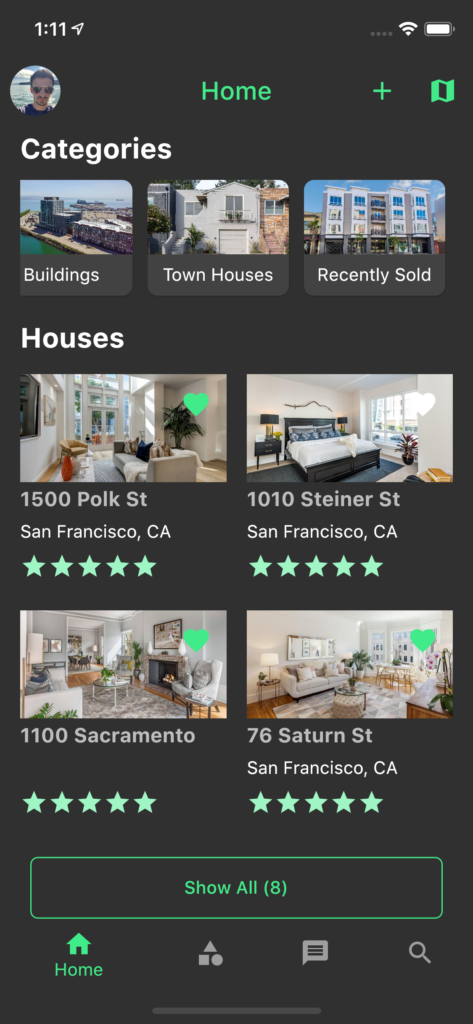 1:11
Home
Categories
Buildings
Town Houses
Recently Sold
Houses
1500 Polk St
1010 Steiner St
San Francisco, CA
San Francisco, CA
1100 Sacramento
76 Saturn St
San Francisco, CA
Show All (8)
Home